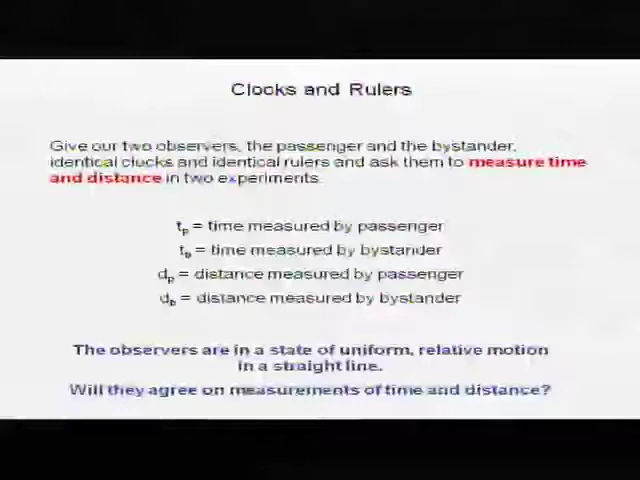 Clocks and Rulers
Give our two observers, the passenger and the bystander,
identical clocks and identical rulers and ask them to measure time
and distance in two experiments.
tp = time measured by passenger
tb = time measured by bystander
dp = distance measured by passenger
db = distance measured by bystander
The observers are in a state of uniform, relative motion
in a straight line.
Will they agree on measurements of time and distance?